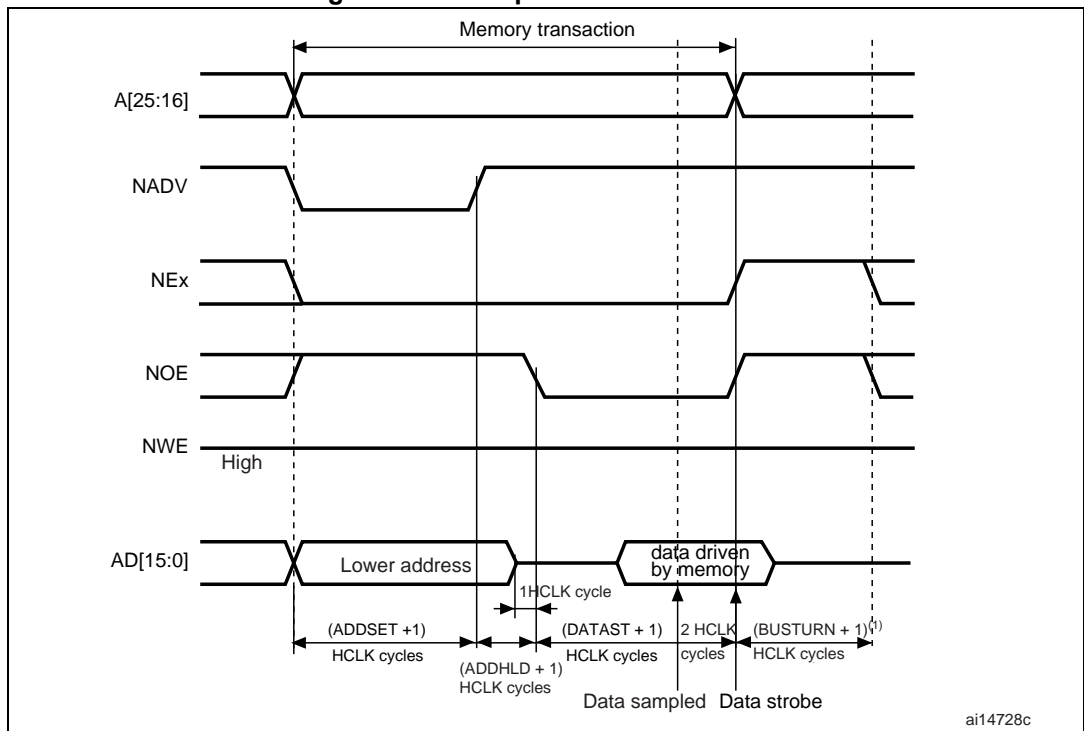 Memory transaction
A[25:16]
NADV
NEx
NOE
NWE
High
AD[15:0]
Lower address
data driven
by memory
1HCLK cycle
(ADDSET +1)
HCLK cycles
(ADDHLD + 1)
HCLK cycles
(DATAST + 1)
HCLK cycles
2 HCLK
cycles
(BUSTURN + 1)(1)
HCLK cycles
Data sampled
Data strobe
ai14728c